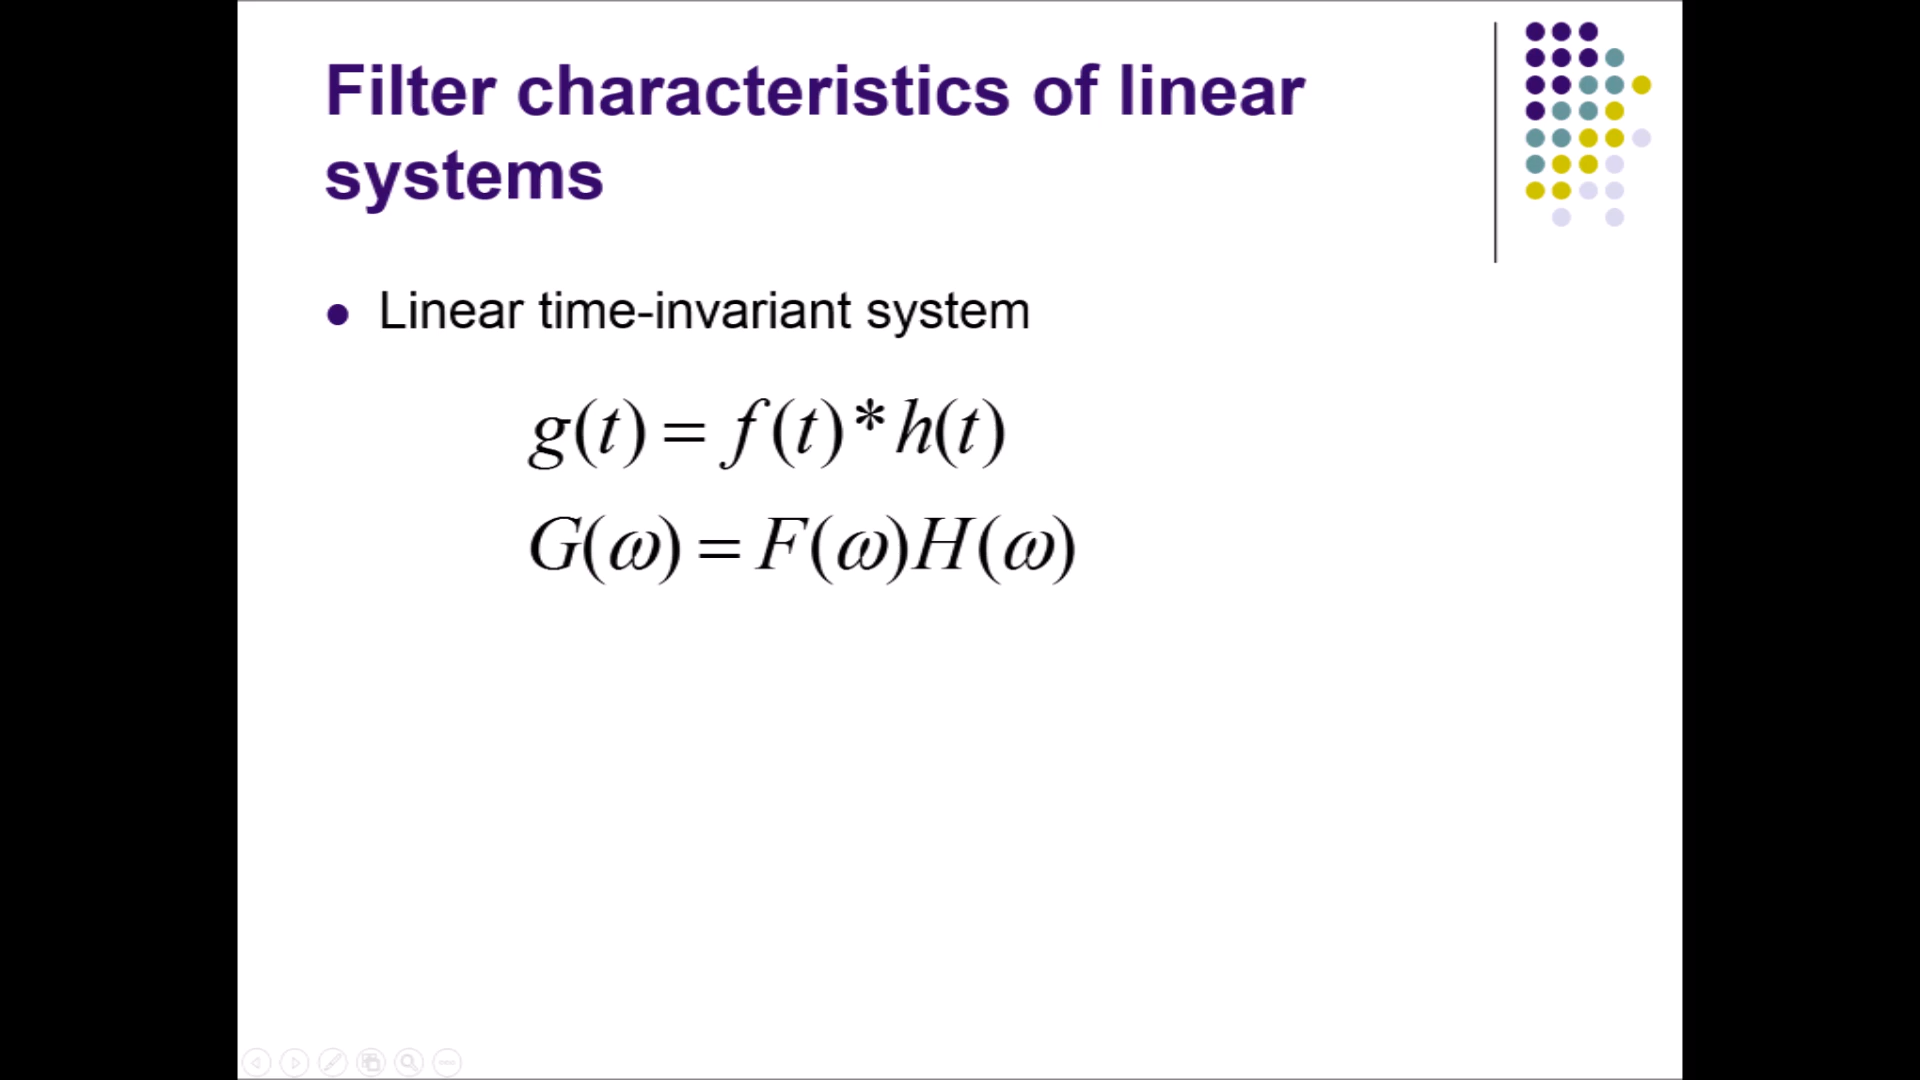 Filter characteristics of linear
systems
● Linear time-invariant system
g(t) = f(t) * h(t)
G(ω) = F(ω)H(ω)